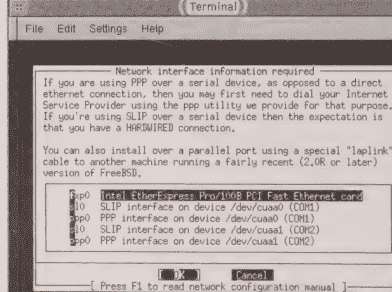 Terminal
File Edit Settings Help
Network interface information required
If you are using PPP over a serial device, as opposed to a direct
ethernet connection, then you may first need to dial your Internet
Service Provider using the ppp utility we provide for that purpose.
If you're using SLIP over a serial device then the expectation is
that you have a HARDWIRED connection.
You can also install over a parallel port using a special "laplink"
cable to another machine running a fairly recent (2.0R or later)
version of FreeBSD.
fxp0 Intel EtherExpress Pro/100B PCI Fast Ethernet card
sl0 SLIP interface on device /dev/cuaa0 (COM1)
ppp0 PPP interface on device /dev/cuaa0 (COM1)
sl0 SLIP interface on device /dev/cuaa1 (COM2)
ppp0 PPP interface on device /dev/cuaa1 (COM2)
[ OK ] Cancel
[ Press F1 to read network configuration manual ]